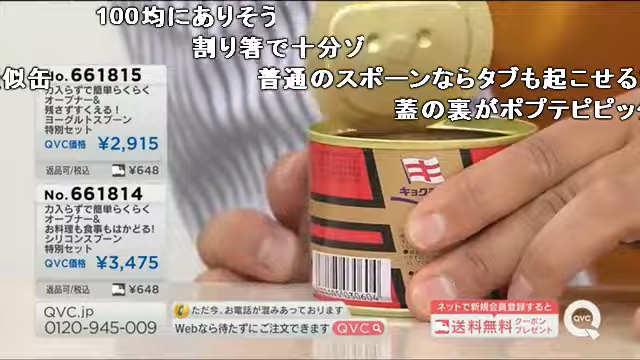 100均にありそう
割り箸で十分ゾ
似缶
普通のスポーンならタブも起こせる
蓋の裏がポプテピピッ
No. 661815
力入らずで簡単らくらく
オープナー&
残さずすくえる!
ヨーグルトスプーン
特別セット
QVC価格 ¥2,915
返品可/税込 ¥648
No. 661814
力入らずで簡単らくらく
オープナー&
お料理も食事もはかどる!
シリコンスプーン
特別セット
QVC価格 ¥3,475
返品可/税込 ¥648
キョク
QVC.jp
0120-945-009
ただ今、お電話が混みあっております
Webなら待たずにご注文できます QVC
ネットで新規会員登録すると
送料無料 クーポン
プレゼント
QVC